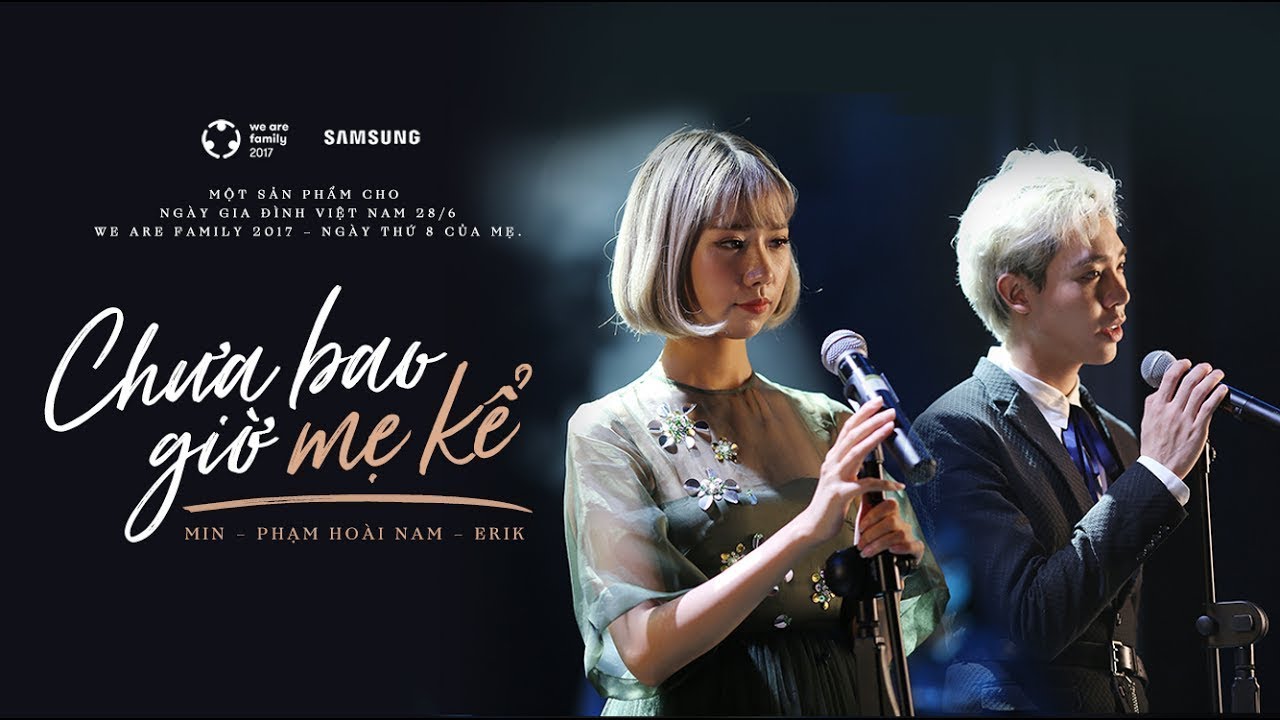 we are
family
2017
SAMSUNG
MỘT SẢN PHẨM CHO
NGÀY GIA ĐÌNH VIỆT NAM 28/6
WE ARE FAMILY 2017 – NGÀY THỨ 8 CỦA MẸ.
Chưa bao
giờ mẹ kể
MIN – PHẠM HOÀI NAM – ERIK